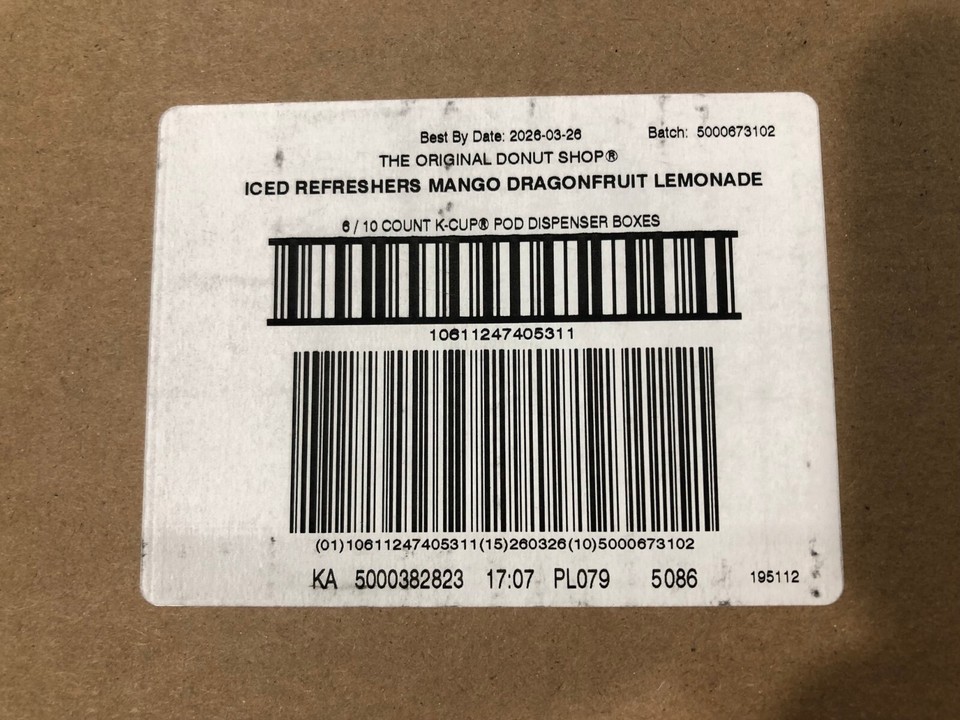 Best By Date: 2026-03-26 Batch: 5000673102
THE ORIGINAL DONUT SHOP®
ICED REFRESHERS MANGO DRAGONFRUIT LEMONADE
6 / 10 COUNT K-CUP® POD DISPENSER BOXES
10611247405311
(01)10611247405311(15)260326(10)5000673102
KA 5000382823 17:07 PL079 5086 195112